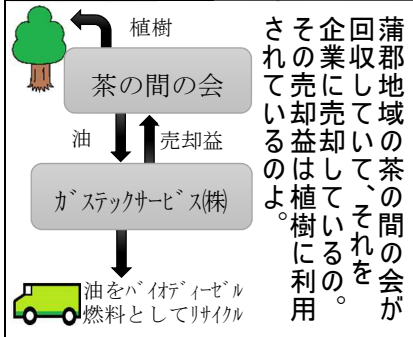 蒲郡地域の茶の間の会が
回収していて、それを
企業に売却しているの。
その売却益は植樹に利用
されているのよ。
植樹
茶の間の会
油
売却益
ｶﾞｽﾃｯｸｻｰﾋﾞｽ㈱
油をﾊﾞｲｵﾃﾞｨｰｾﾞﾙ
燃料としてﾘｻｲｸﾙ